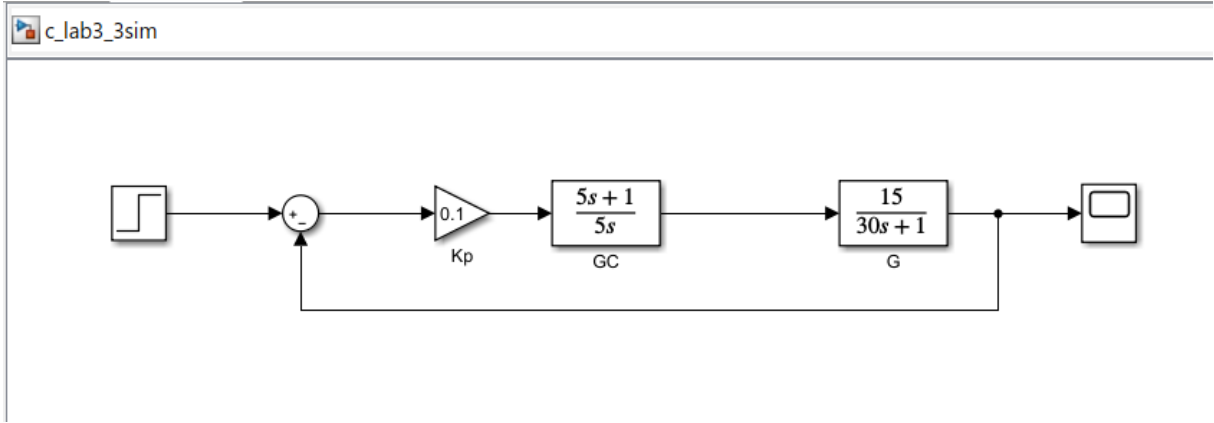 c_lab3_3sim
+
−
0.1
Kp
5s + 1
5s
GC
15
30s + 1
G